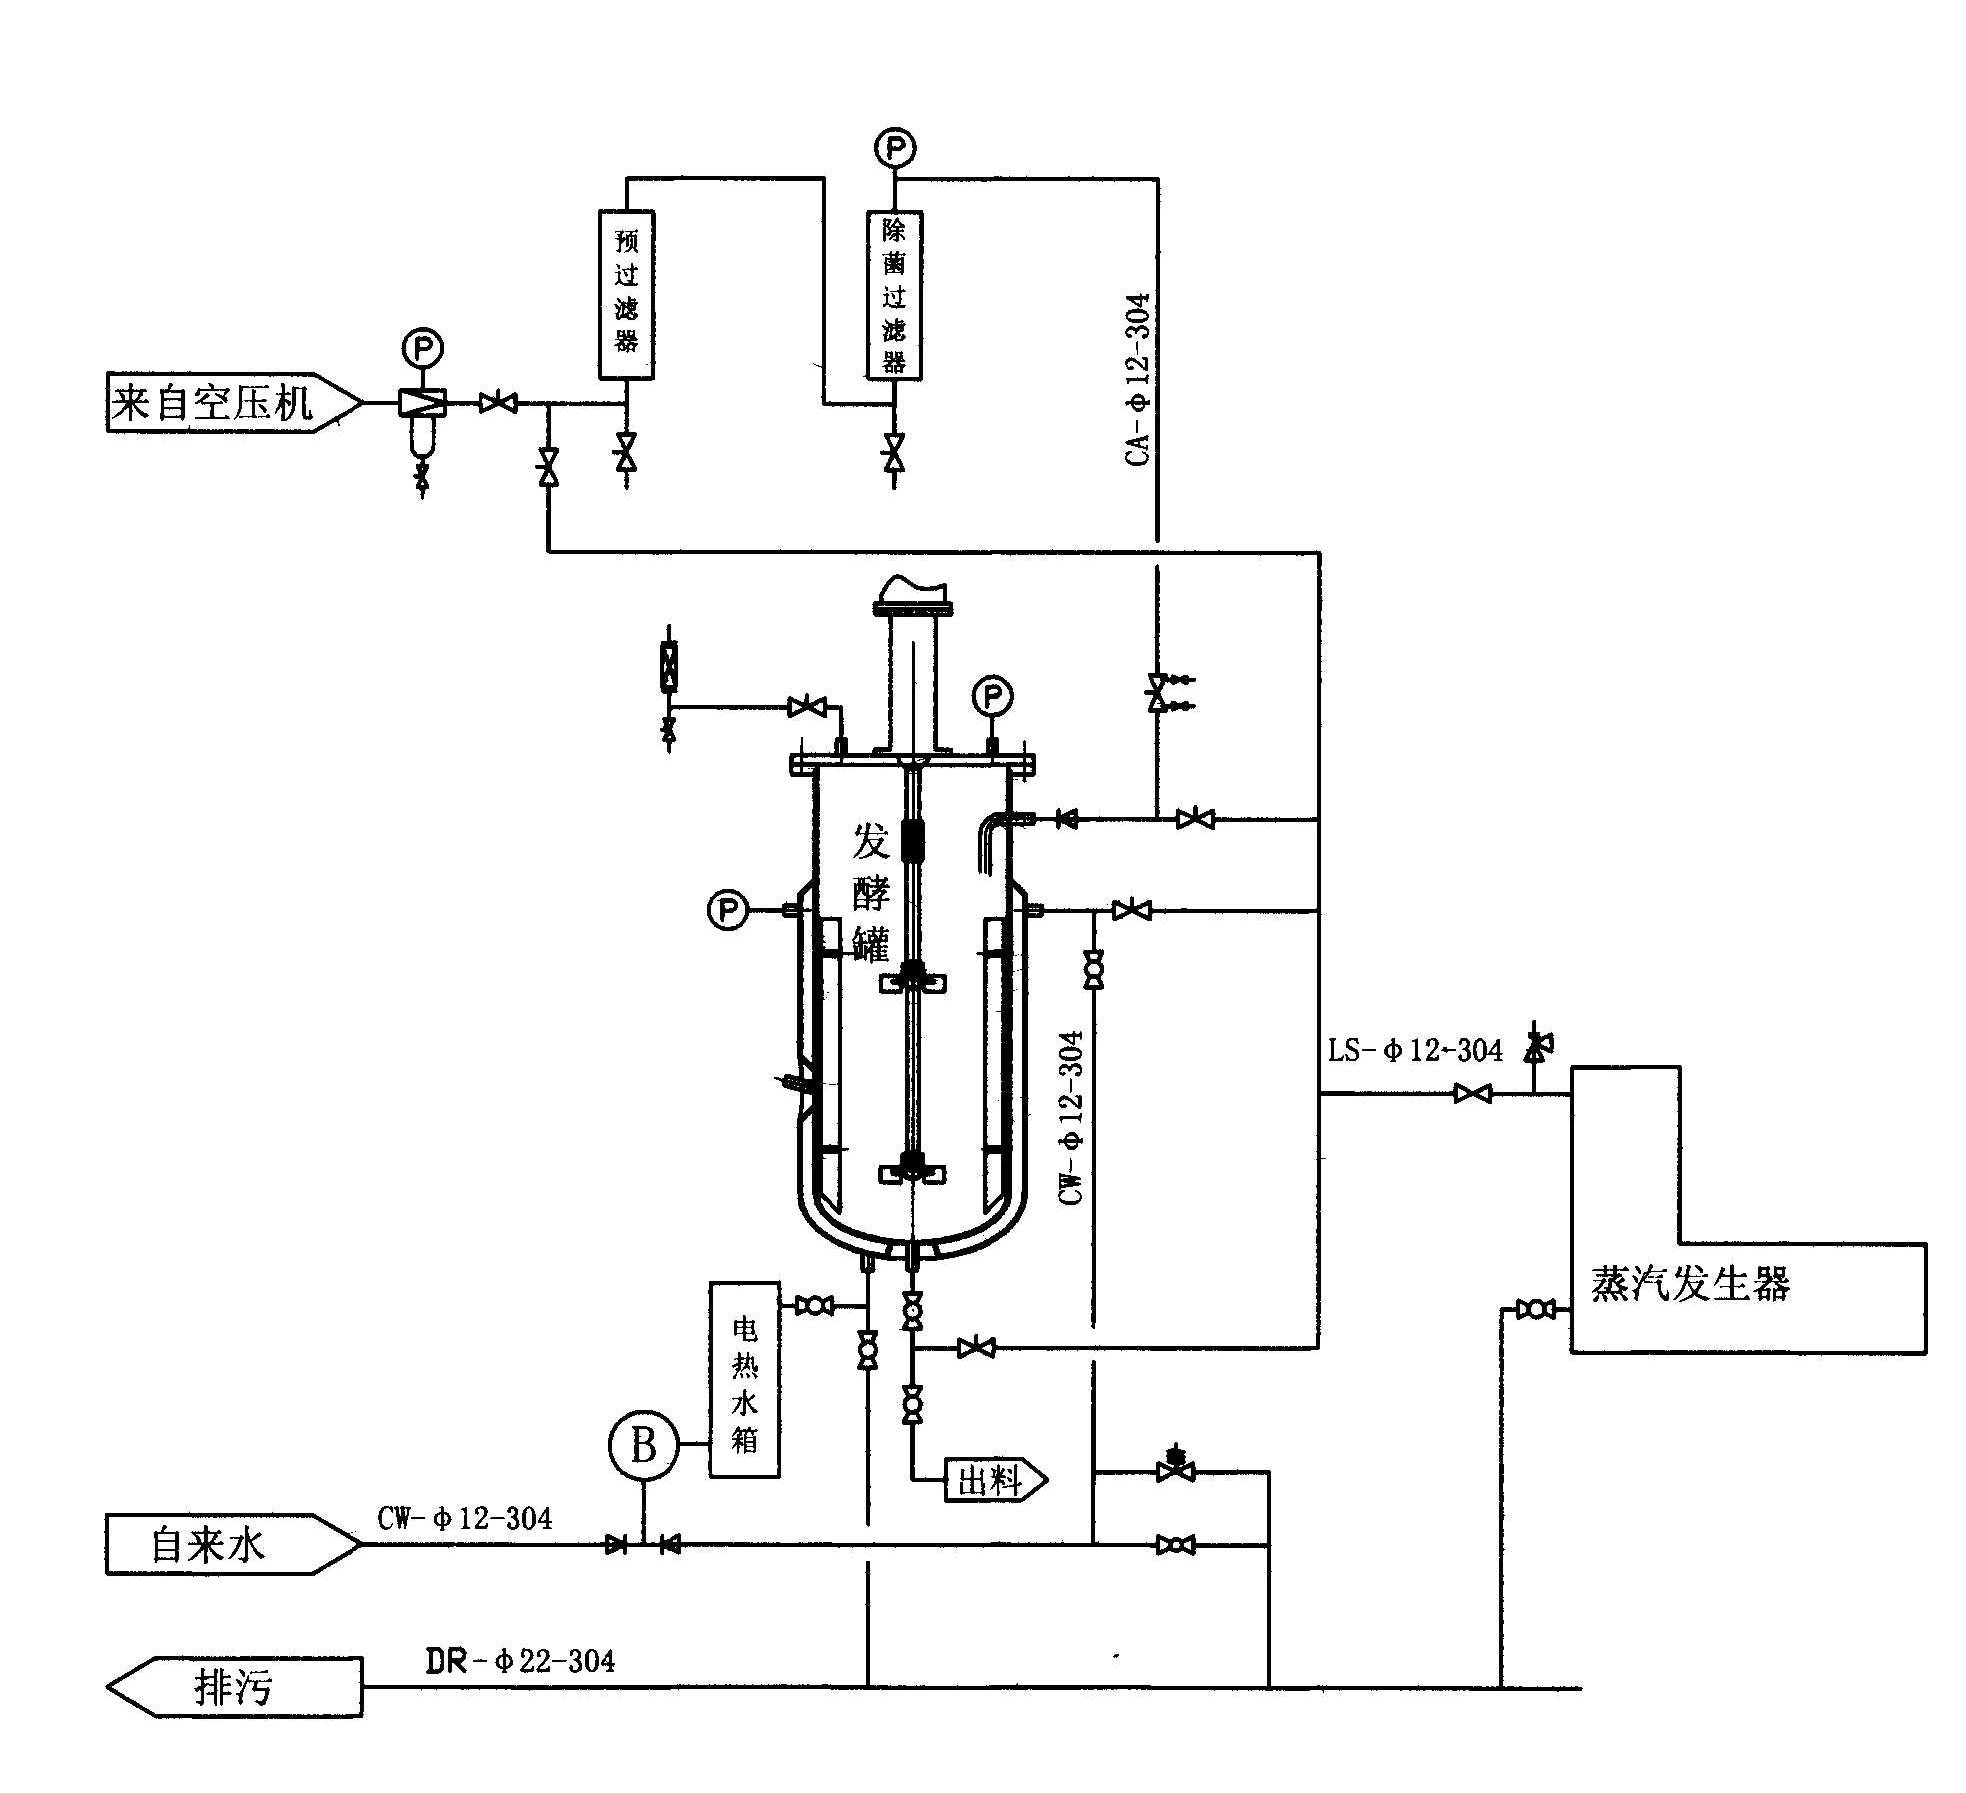 P
预过滤器
除菌过滤器
CA-φ12-304
P
来自空压机
P
发酵罐
P
LS-φ12-304
CW-φ12-304
蒸汽发生器
电热水箱
B
出料
CW-φ12-304
自来水
DR-φ22-304
排污